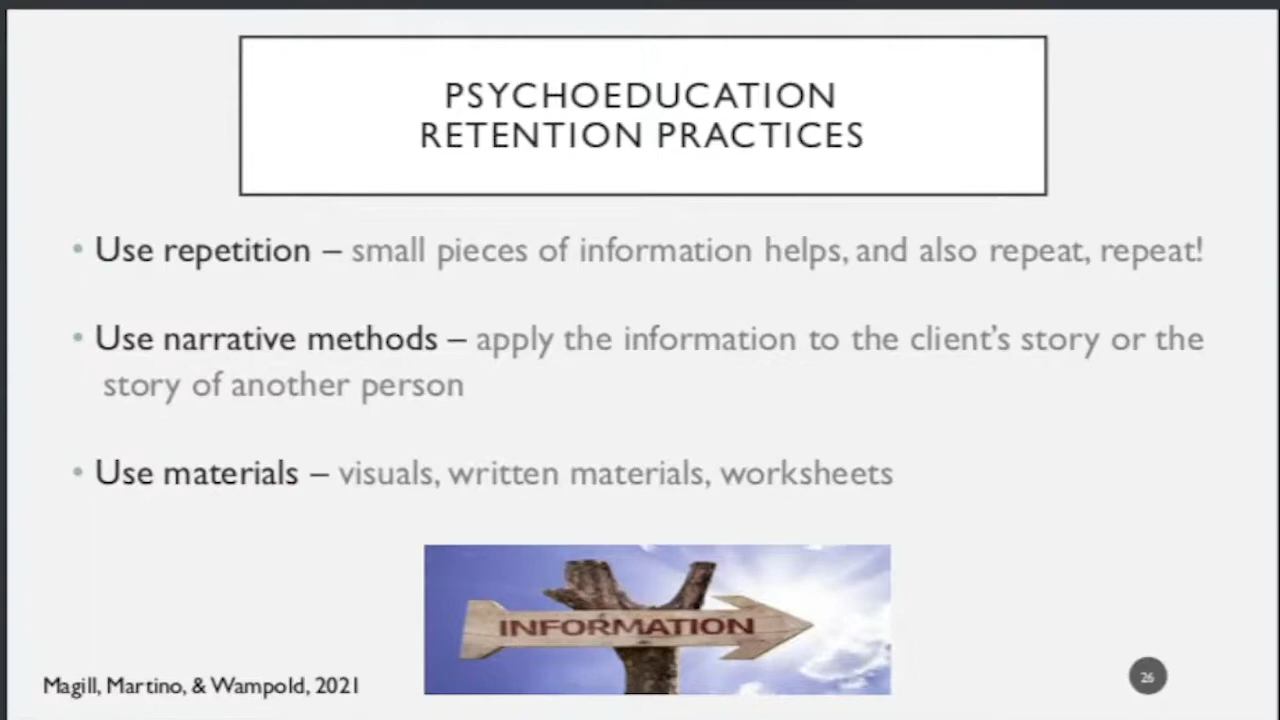 PSYCHOEDUCATION
RETENTION PRACTICES
• Use repetition – small pieces of information helps, and also repeat, repeat!
• Use narrative methods – apply the information to the client's story or the
story of another person
• Use materials – visuals, written materials, worksheets
INFORMATION
Magill, Martino, & Wampold, 2021
26